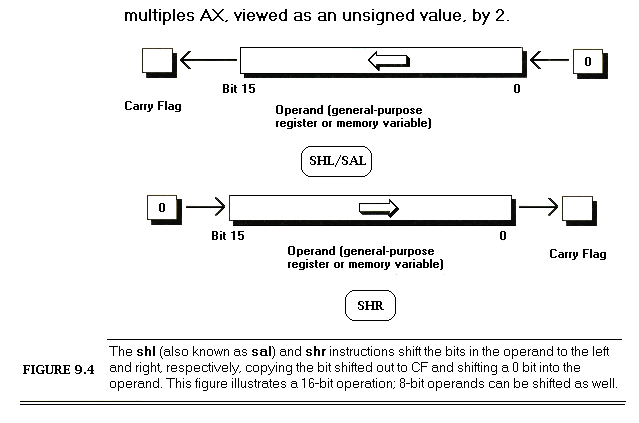 multiples AX, viewed as an unsigned value, by 2.
0
Bit 15 0
Carry Flag
Operand (general-purpose
register or memory variable)
SHL/SAL
0
Bit 15 0
Operand (general-purpose
register or memory variable)
Carry Flag
SHR
FIGURE 9.4
The shl (also known as sal) and shr instructions shift the bits in the operand to the left
and right, respectively, copying the bit shifted out to CF and shifting a 0 bit into the
operand. This figure illustrates a 16-bit operation; 8-bit operands can be shifted as well.